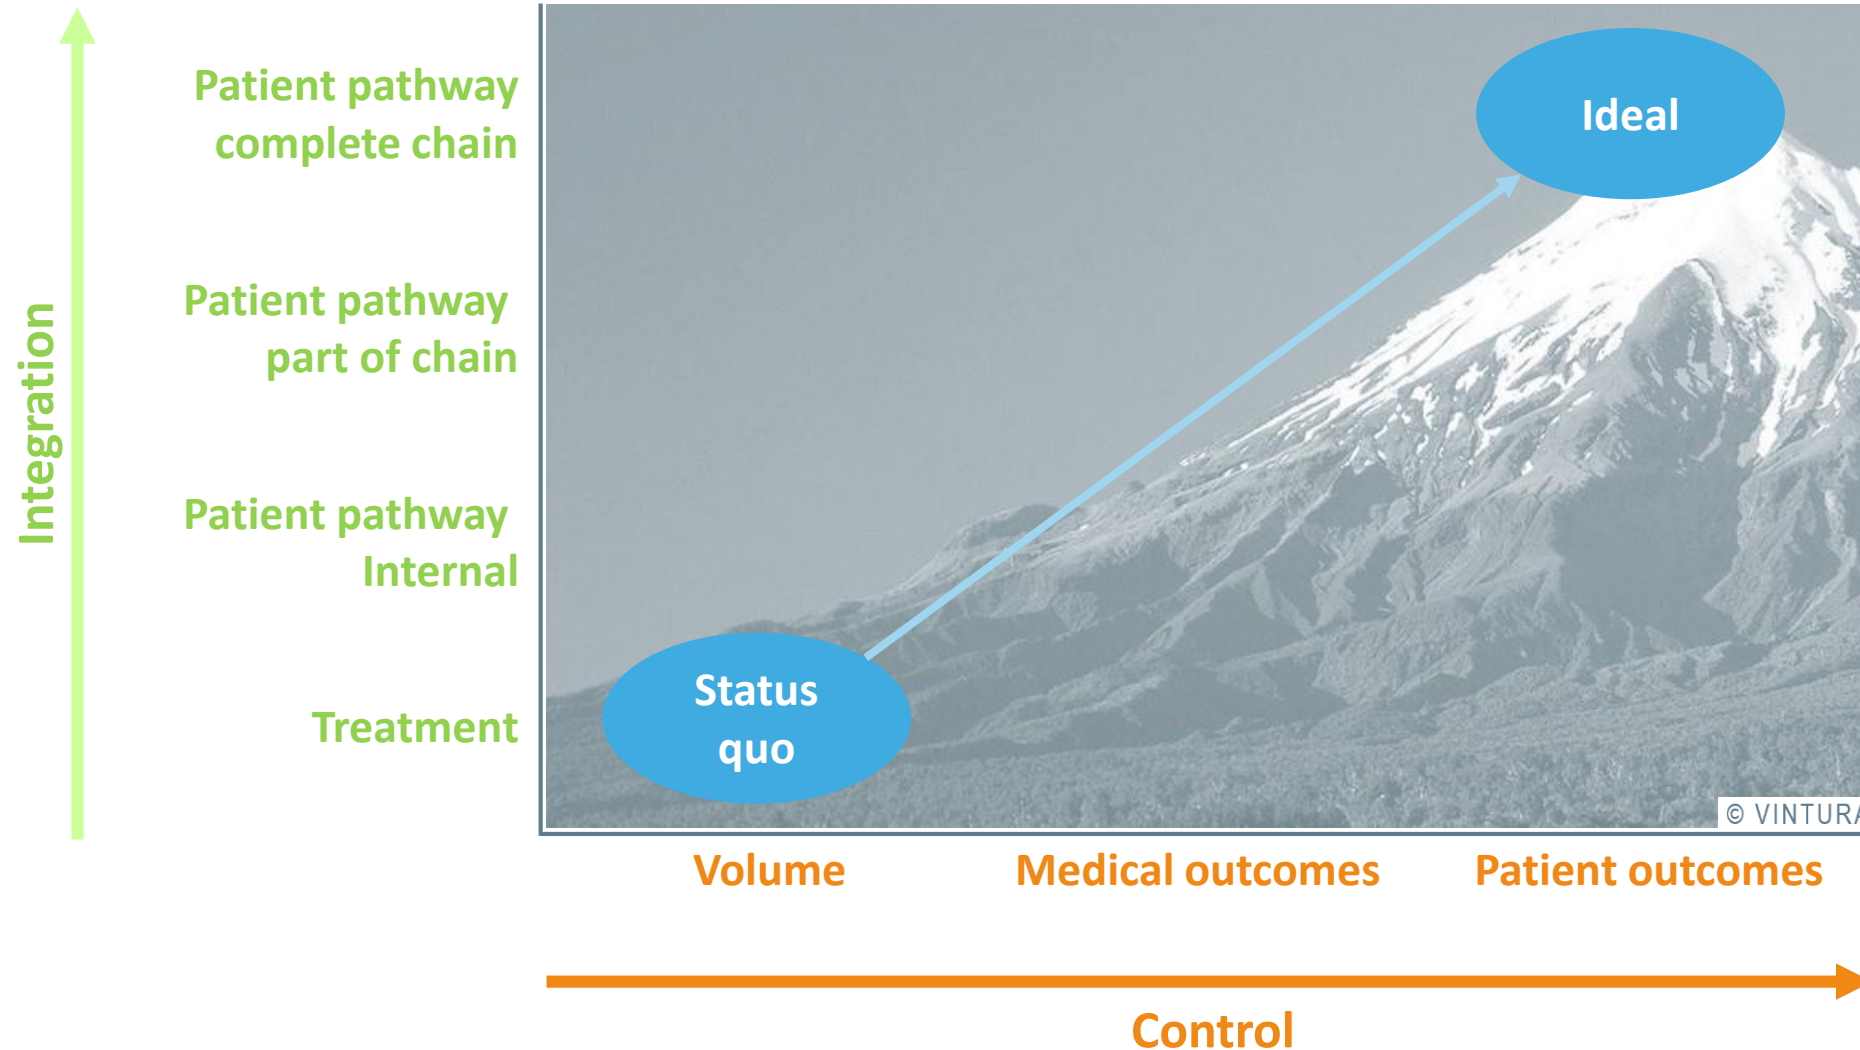 Integration
Patient pathway
complete chain
Patient pathway
part of chain
Patient pathway
Internal
Treatment
Ideal
Status
quo
© VINTURA
Volume
Medical outcomes
Patient outcomes
Control